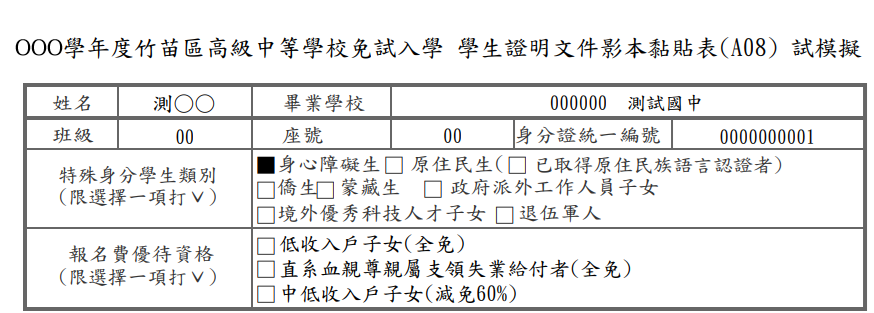 OOO學年度竹苗區高級中等學校免試入學 學生證明文件影本黏貼表(A08) 試模擬
姓名 測○○ 畢業學校 000000 測試國中
班級 00 座號 00 身分證統一編號 0000000001
特殊身分學生類別
(限選擇一項打∨)
■身心障礙生□ 原住民生(□ 已取得原住民族語言認證者)
□僑生□ 蒙藏生 □ 政府派外工作人員子女
□境外優秀科技人才子女 □ 退伍軍人
報名費優待資格
(限選擇一項打∨)
□低收入戶子女(全免)
□直系血親尊親屬支領失業給付者(全免)
□中低收入戶子女(減免60%)